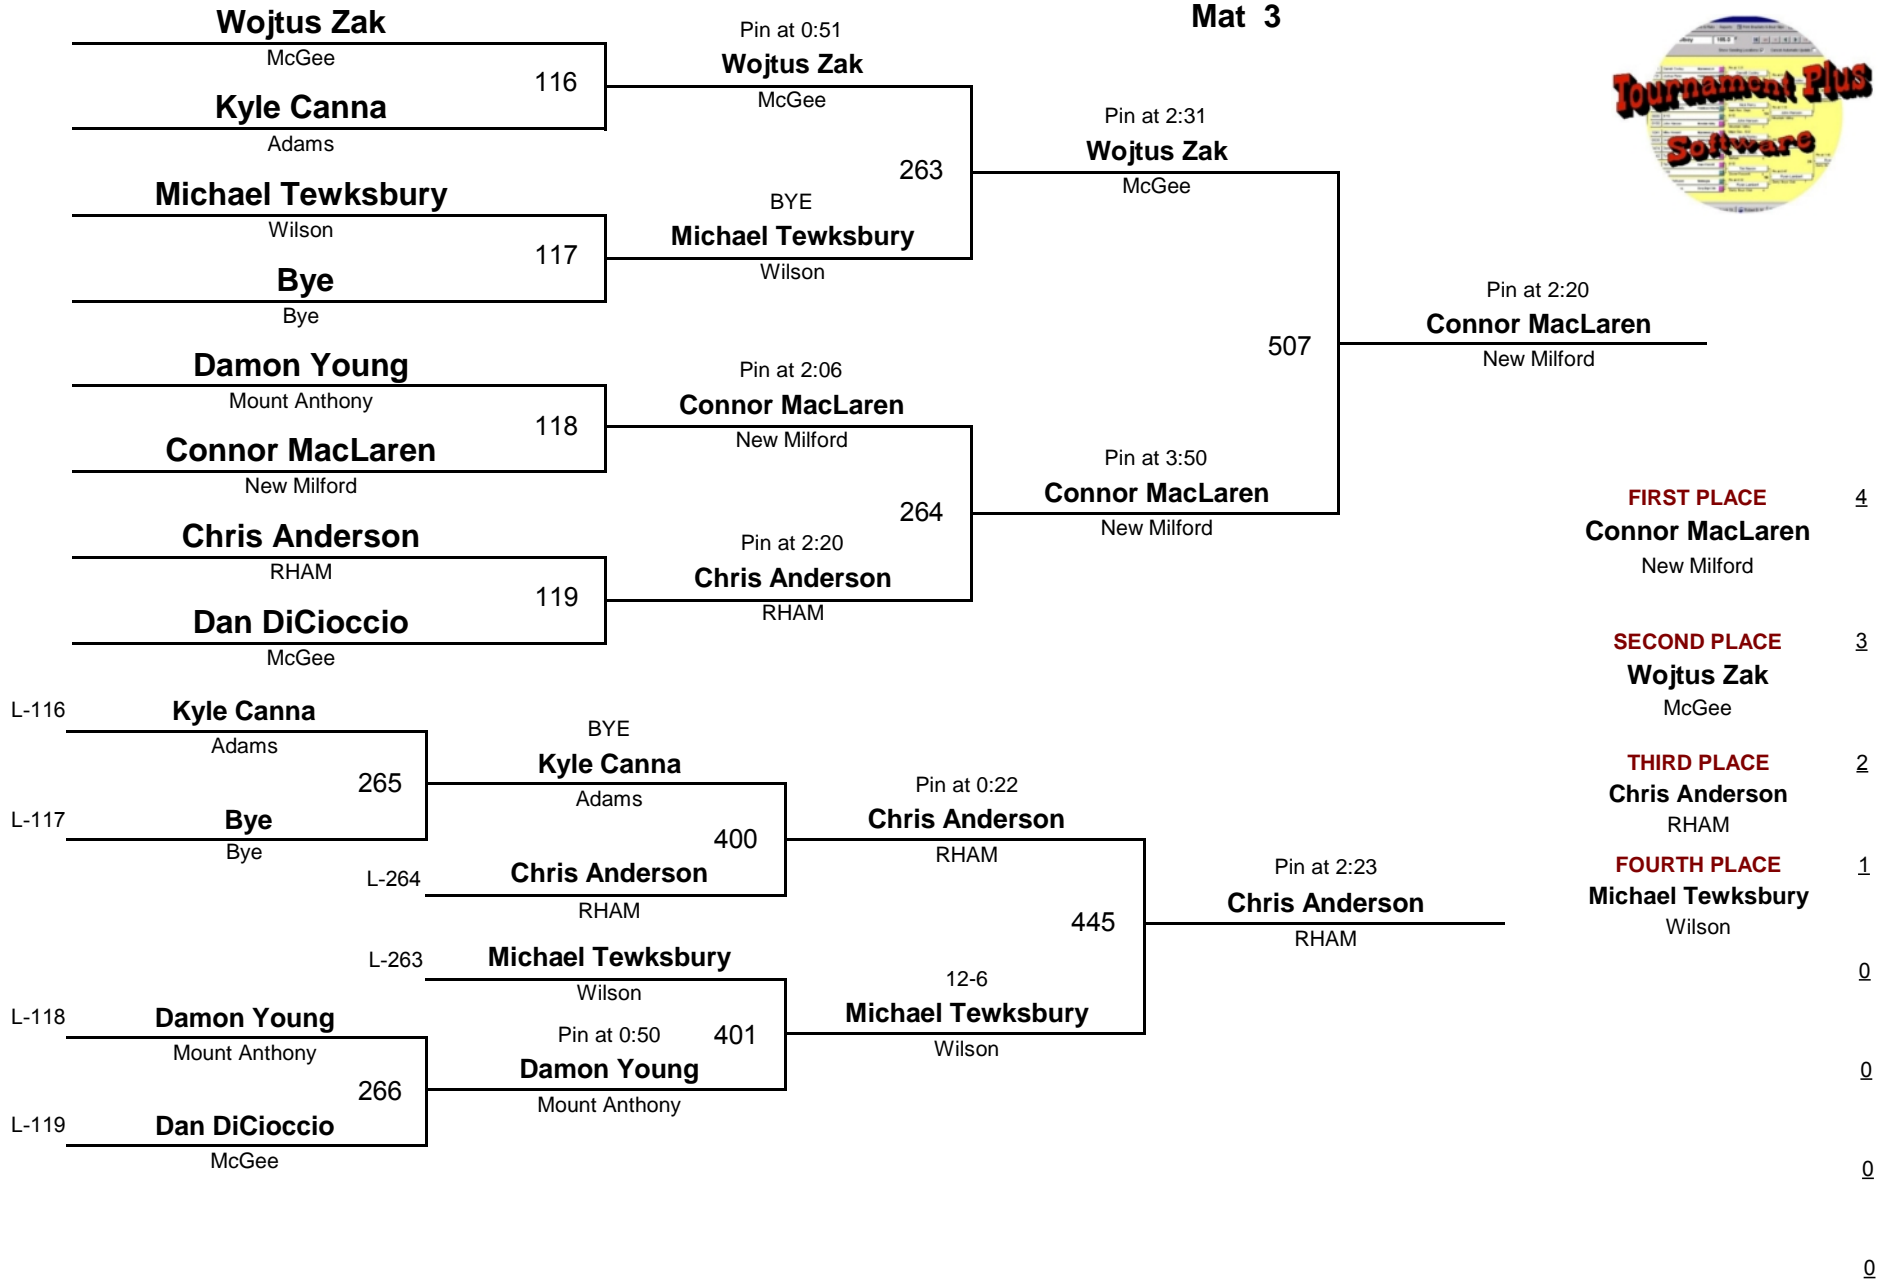 Mat 3
Wojtus Zak
McGee
116
Kyle Canna
Adams
Michael Tewksbury
Wilson
117
Bye
Bye
Damon Young
Mount Anthony
118
Connor MacLaren
New Milford
Chris Anderson
RHAM
119
Dan DiCioccio
McGee
Pin at 0:51
Wojtus Zak
McGee
263
BYE
Michael Tewksbury
Wilson
Pin at 2:06
Connor MacLaren
New Milford
264
Pin at 2:20
Chris Anderson
RHAM
Pin at 2:31
Wojtus Zak
McGee
507
Pin at 3:50
Connor MacLaren
New Milford
Pin at 2:20
Connor MacLaren
New Milford
Tournament Plus
Software
L-116
Kyle Canna
Adams
265
L-117
Bye
Bye
L-118
Damon Young
Mount Anthony
266
L-119
Dan DiCioccio
McGee
BYE
Kyle Canna
Adams
400
L-264
Chris Anderson
RHAM
L-263
Michael Tewksbury
Wilson
401
Pin at 0:50
Damon Young
Mount Anthony
Pin at 0:22
Chris Anderson
RHAM
445
12-6
Michael Tewksbury
Wilson
Pin at 2:23
Chris Anderson
RHAM
FIRST PLACE 4
Connor MacLaren
New Milford
SECOND PLACE 3
Wojtus Zak
McGee
THIRD PLACE 2
Chris Anderson
RHAM
FOURTH PLACE 1
Michael Tewksbury
Wilson
0
0
0
0